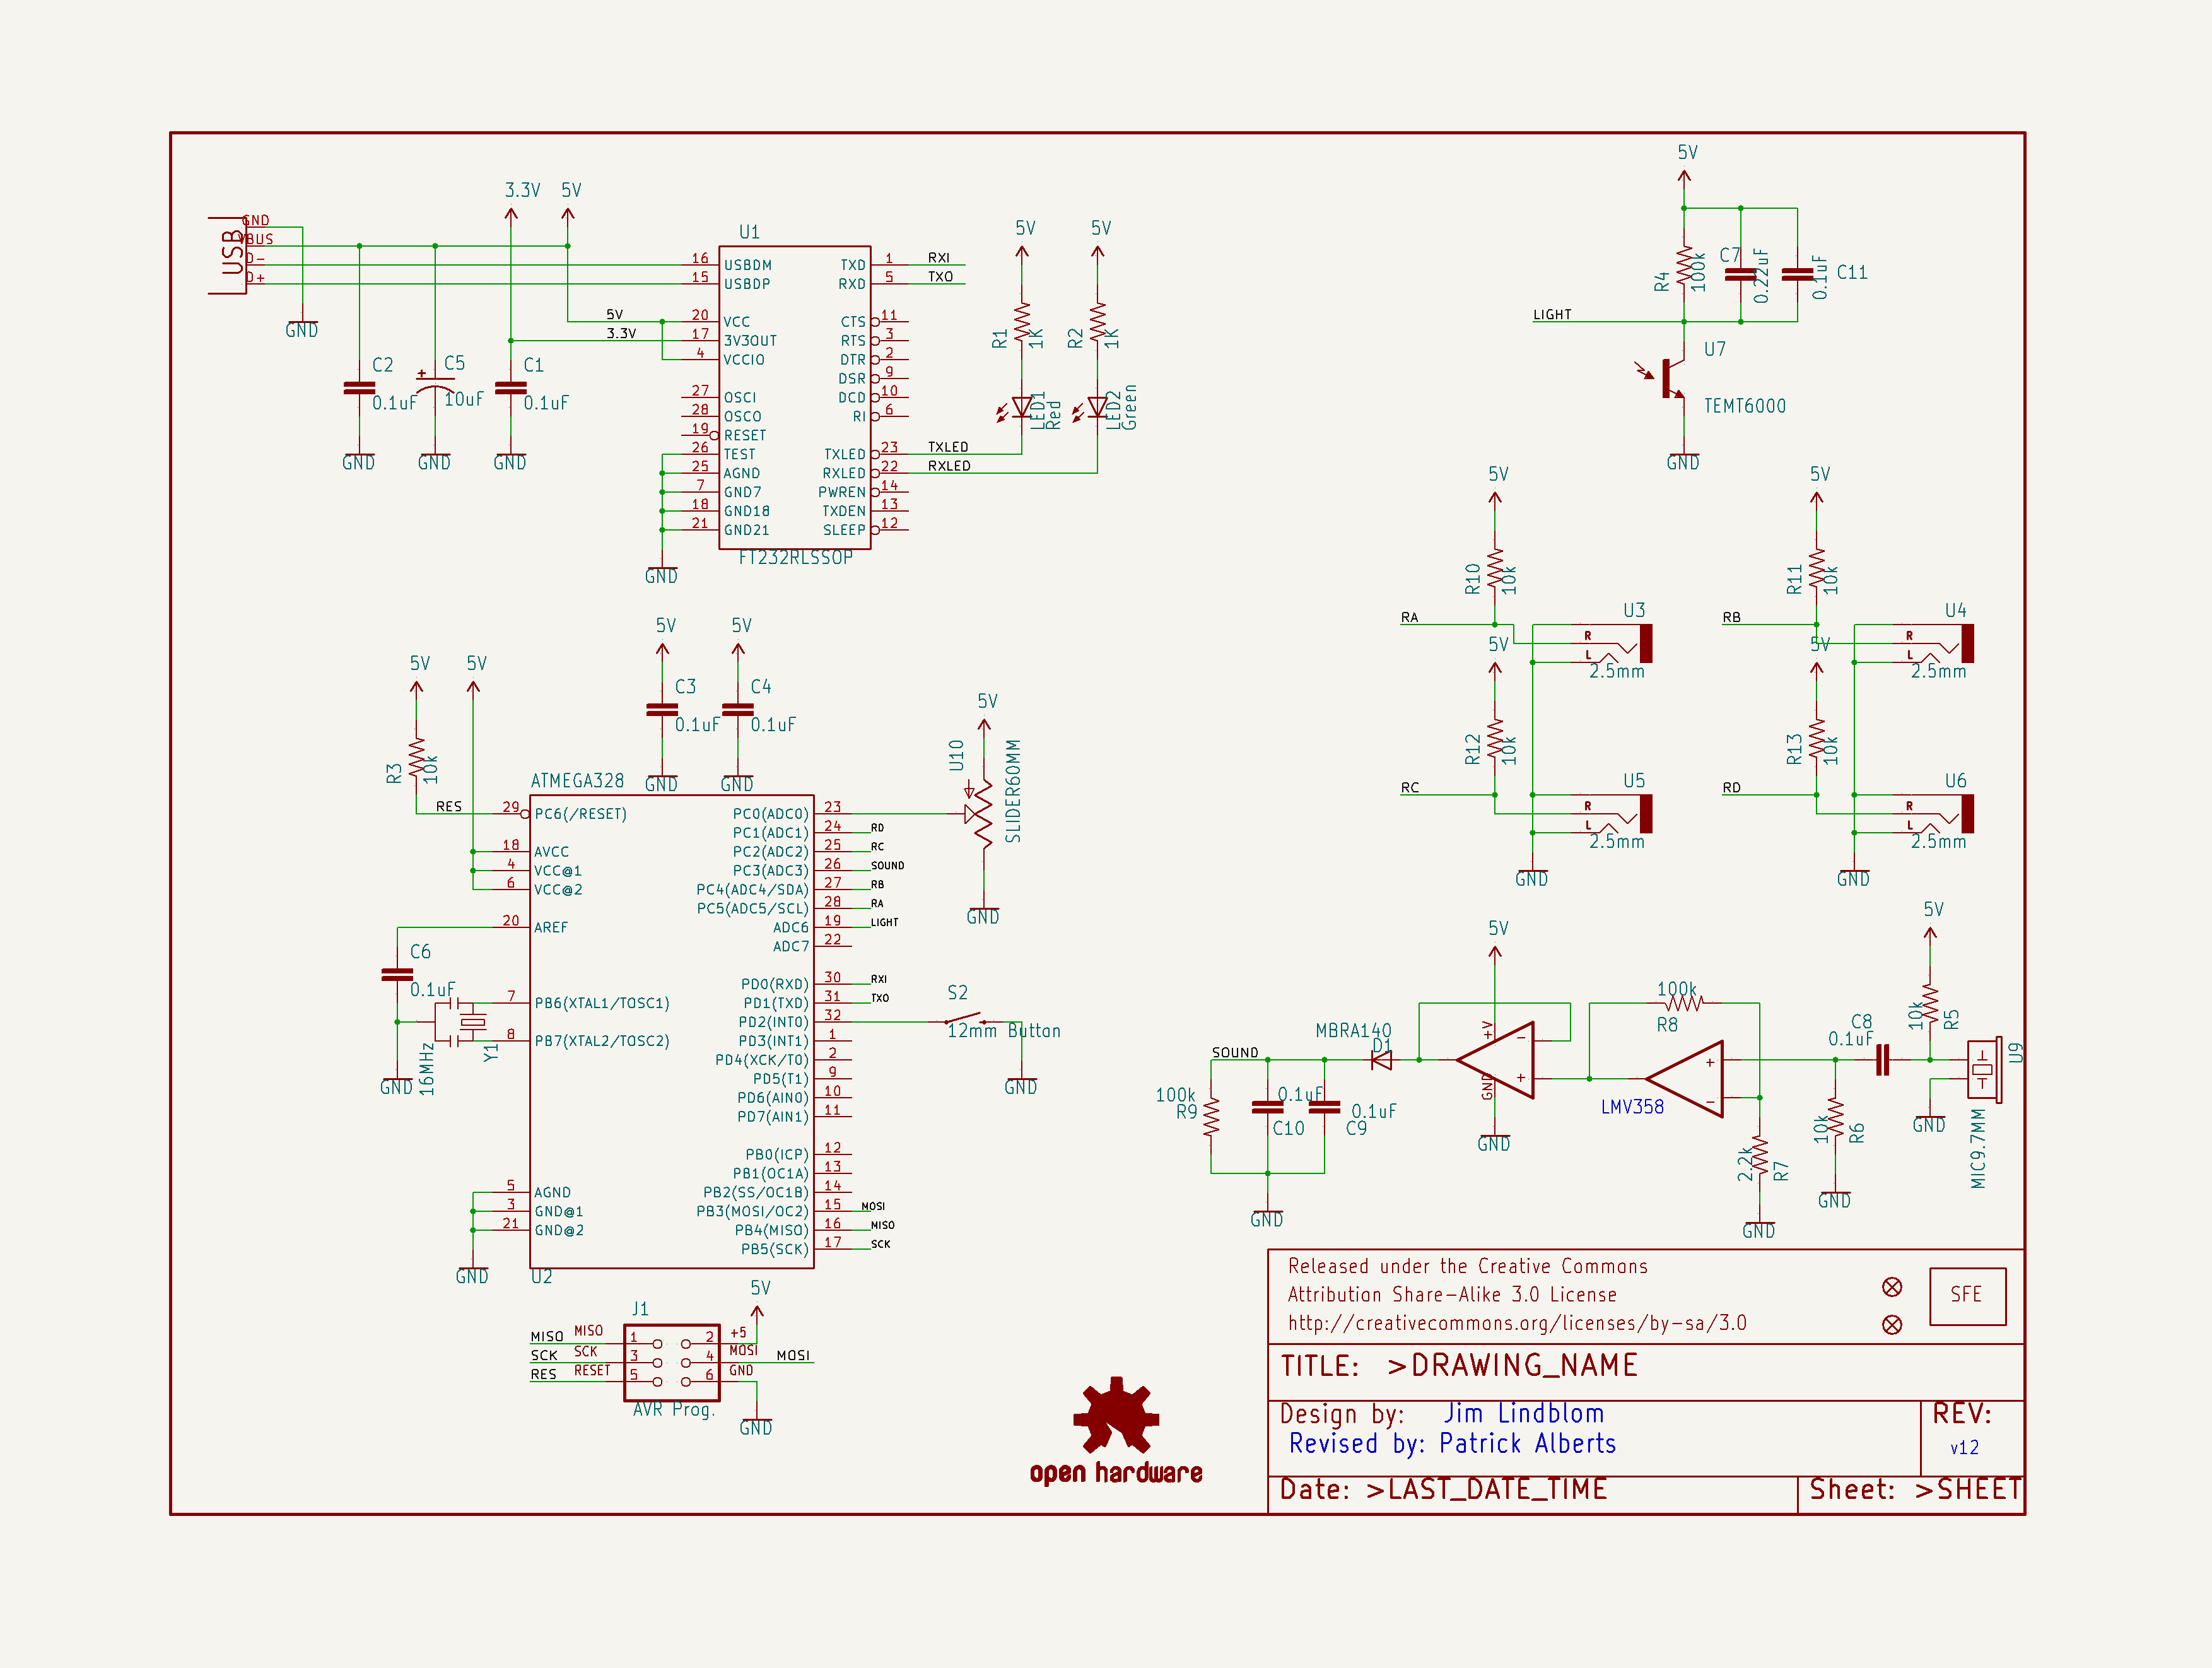 USB
GND
VBUS
D-
D+
GND
3.3V
5V
C2
0.1uF
GND
C5
+
10uF
GND
C1
0.1uF
GND
U1
16 USBDM
15 USBDP
5V 20 VCC
3.3V 17 3V3OUT
4 VCCIO
27 OSCI
28 OSCO
19 RESET
26 TEST
25 AGND
7 GND7
18 GND18
21 GND21
GND
TXD 1 RXI
RXD 5 TXO
CTS 11
RTS 3
DTR 2
DSR 9
DCD 10
RI 6
TXLED 23 TXLED
RXLED 22 RXLED
PWREN 14
TXDEN 13
SLEEP 12
FT232RLSSOP
5V
R1
1K
LED1
Red
5V
R2
1K
LED2
Green
5V
R4
100k
C7
0.22uF
0.1uF
C11
LIGHT
U7
TEMT6000
GND
5V
R10
10k
RA
U3
R
L
2.5mm
5V
R11
10k
RB
U4
R
L
2.5mm
5V
R12
10k
RC
U5
R
L
2.5mm
GND
5V
R13
10k
RD
U6
R
L
2.5mm
GND
5V
C3
0.1uF
GND
5V
C4
0.1uF
GND
5V
R3
10k
5V
ATMEGA328
RES 29 PC6(/RESET)
18 AVCC
4 VCC@1
6 VCC@2
20 AREF
7 PB6(XTAL1/TOSC1)
8 PB7(XTAL2/TOSC2)
5 AGND
3 GND@1
21 GND@2
GND
U2
C6
0.1uF
GND
16MHz
Y1
PC0(ADC0) 23
PC1(ADC1) 24 RD
PC2(ADC2) 25 RC
PC3(ADC3) 26 SOUND
PC4(ADC4/SDA) 27 RB
PC5(ADC5/SCL) 28 RA
ADC6 19 LIGHT
ADC7 22
PD0(RXD) 30 RXI
PD1(TXD) 31 TXO
PD2(INT0) 32
PD3(INT1) 1
PD4(XCK/T0) 2
PD5(T1) 9
PD6(AIN0) 10
PD7(AIN1) 11
PB0(ICP) 12
PB1(OC1A) 13
PB2(SS/OC1B) 14
PB3(MOSI/OC2) 15 MOSI
PB4(MISO) 16 MISO
PB5(SCK) 17 SCK
5V
U10
SLIDER60MM
GND
S2
12mm Button
GND
SOUND
100k
R9
0.1uF
C10
0.1uF
C9
GND
MBRA140
D1
5V
+V
GND
-
+
GND
100k
R8
LMV358
+
-
2.2k
R7
GND
10k
R6
GND
C8
0.1uF
5V
10k
R5
GND
U9
MIC9.7MM
J1
5V
MISO MISO 1 2 +5
SCK SCK 3 4 MOSI MOSI
RES RESET 5 6 GND
AVR Prog.
GND
open hardware
Released under the Creative Commons
Attribution Share-Alike 3.0 License
http://creativecommons.org/licenses/by-sa/3.0
SFE
TITLE: >DRAWING_NAME
Design by: Jim Lindblom
Revised by: Patrick Alberts
REV:
v12
Date: >LAST_DATE_TIME
Sheet: >SHEET